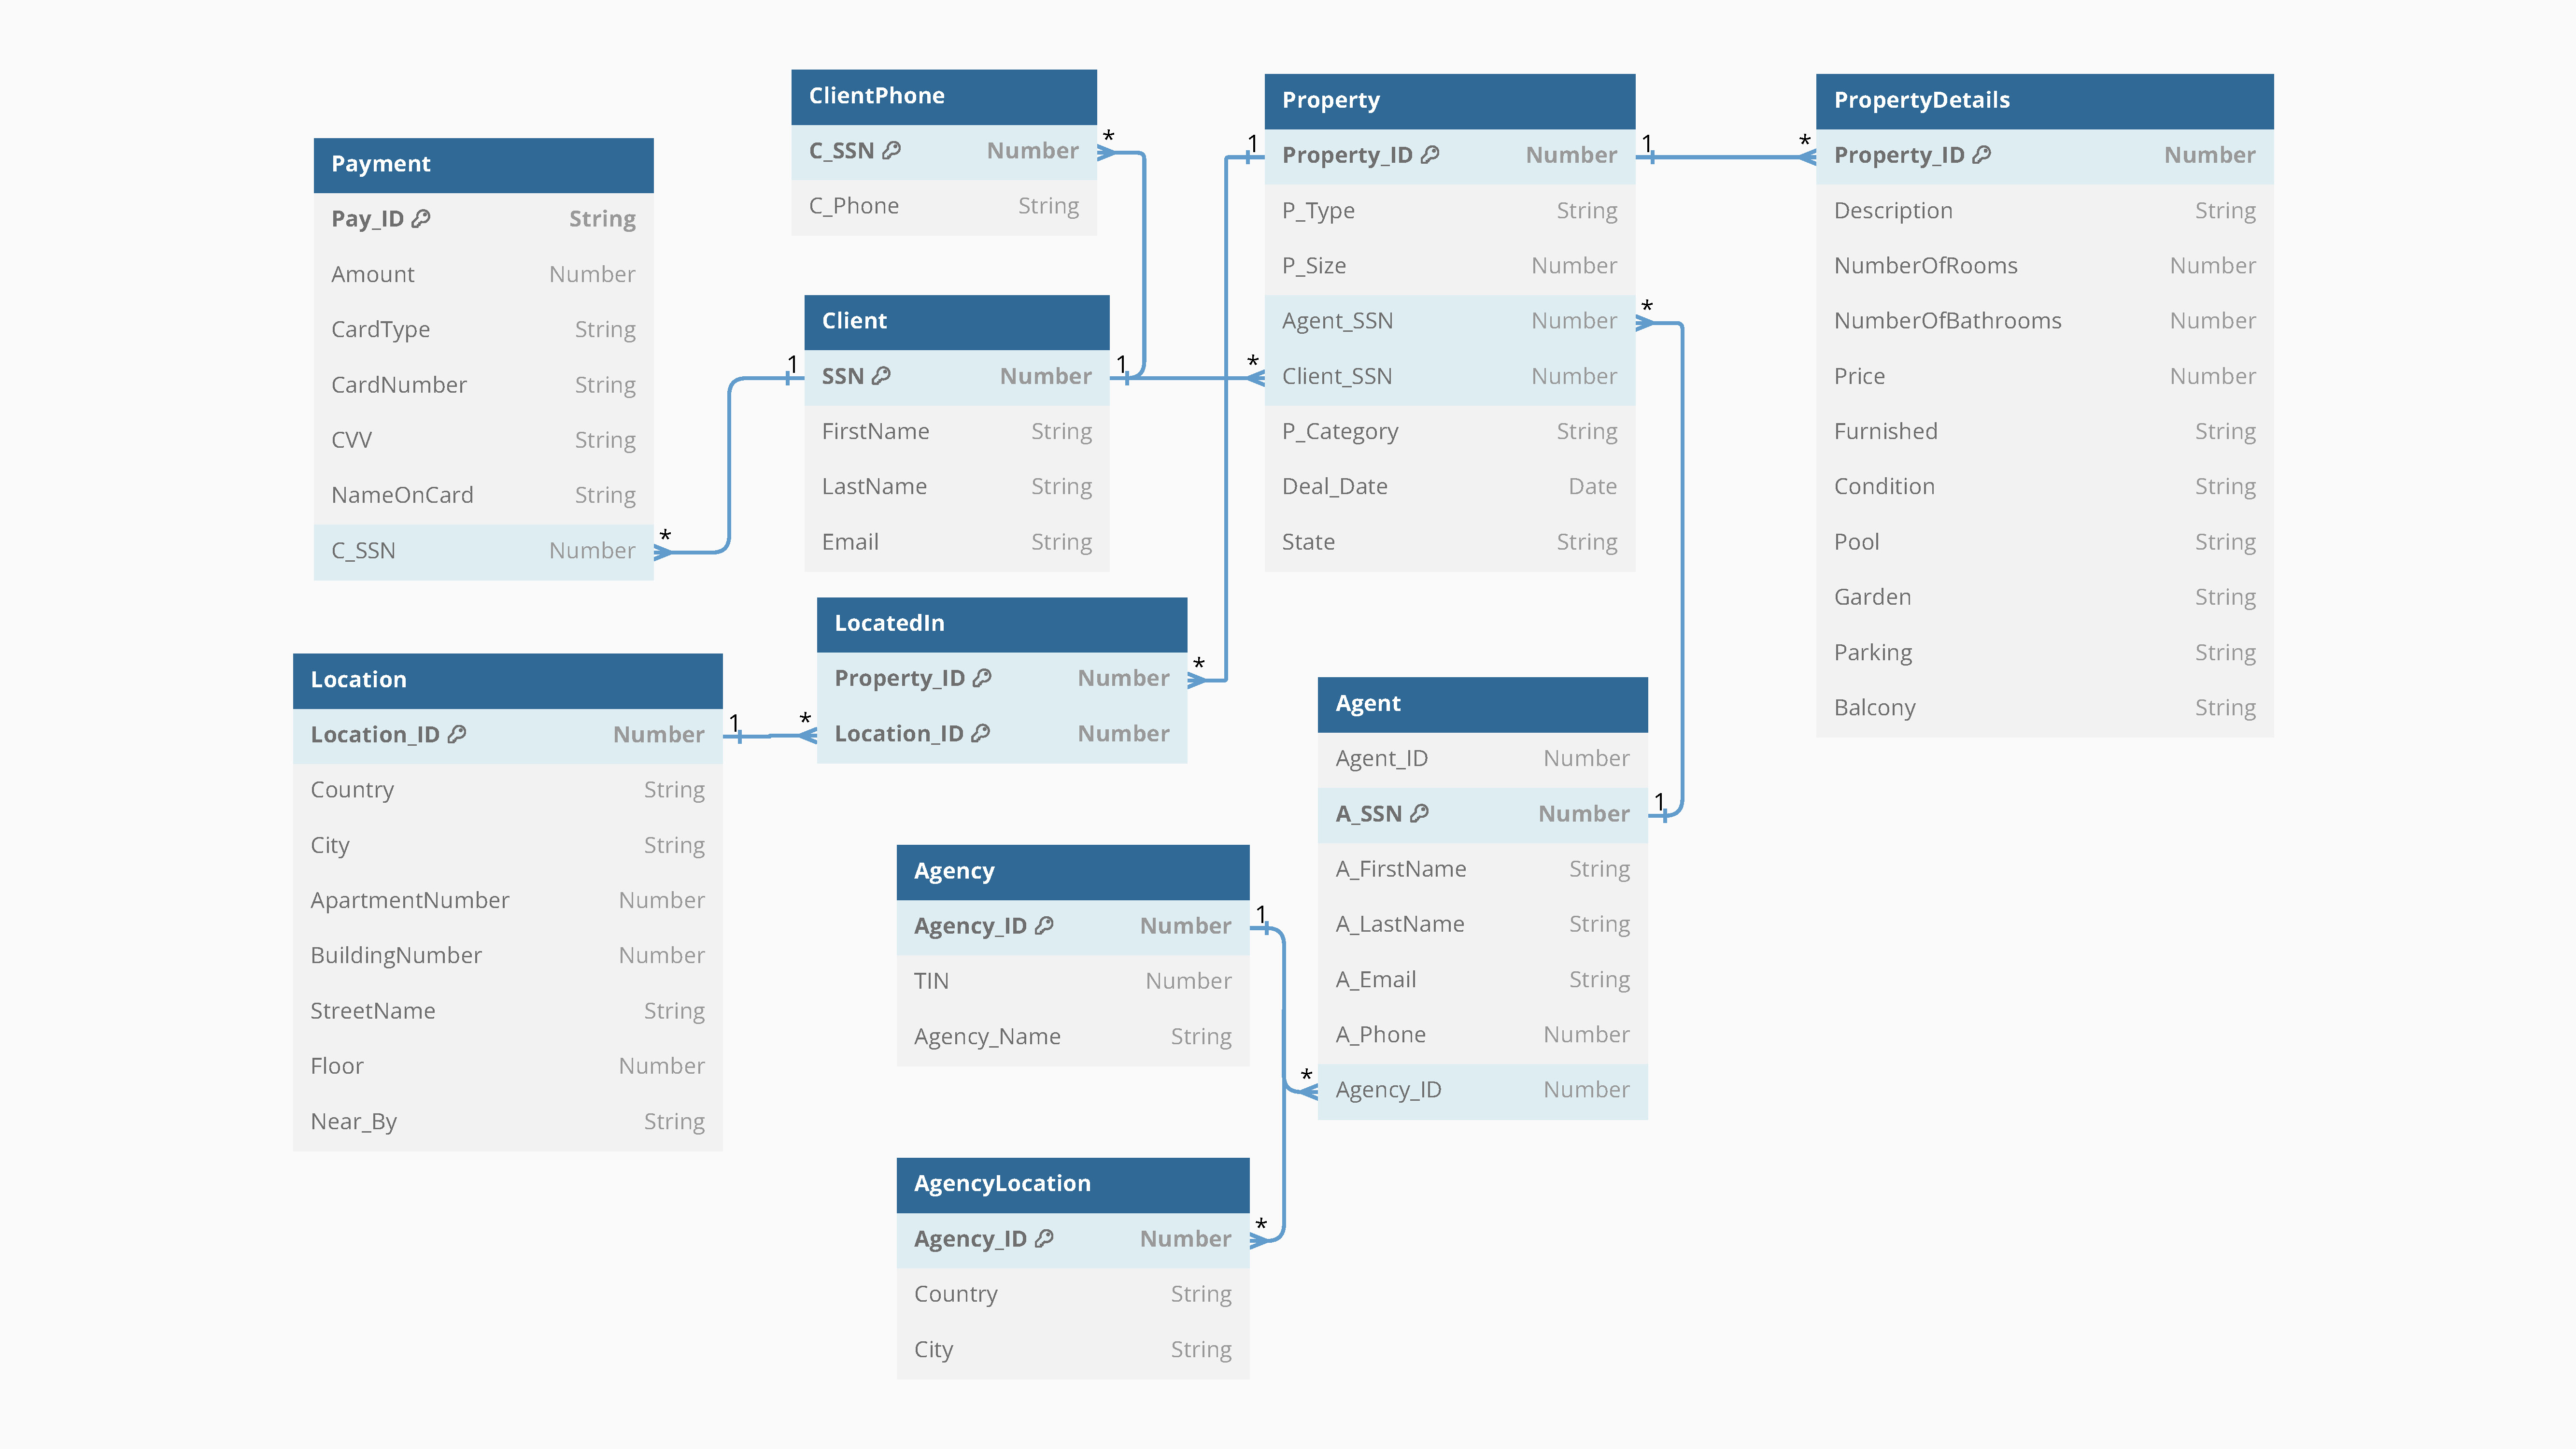 ClientPhone
C_SSN Number
C_Phone String
Property
Property_ID Number
P_Type String
P_Size Number
Agent_SSN Number
Client_SSN Number
P_Category String
Deal_Date Date
State String
PropertyDetails
Property_ID Number
Description String
NumberOfRooms Number
NumberOfBathrooms Number
Price Number
Furnished String
Condition String
Pool String
Garden String
Parking String
Balcony String
Payment
Pay_ID String
Amount Number
CardType String
CardNumber String
CVV String
NameOnCard String
C_SSN Number
Client
SSN Number
FirstName String
LastName String
Email String
LocatedIn
Property_ID Number
Location_ID Number
Location
Location_ID Number
Country String
City String
ApartmentNumber Number
BuildingNumber Number
StreetName String
Floor Number
Near_By String
Agent
Agent_ID Number
A_SSN Number
A_FirstName String
A_LastName String
A_Email String
A_Phone Number
Agency_ID Number
Agency
Agency_ID Number
TIN Number
Agency_Name String
AgencyLocation
Agency_ID Number
Country String
City String
1 *
1 *
1 *
1 *
1 *
1 *
1 *
1 *